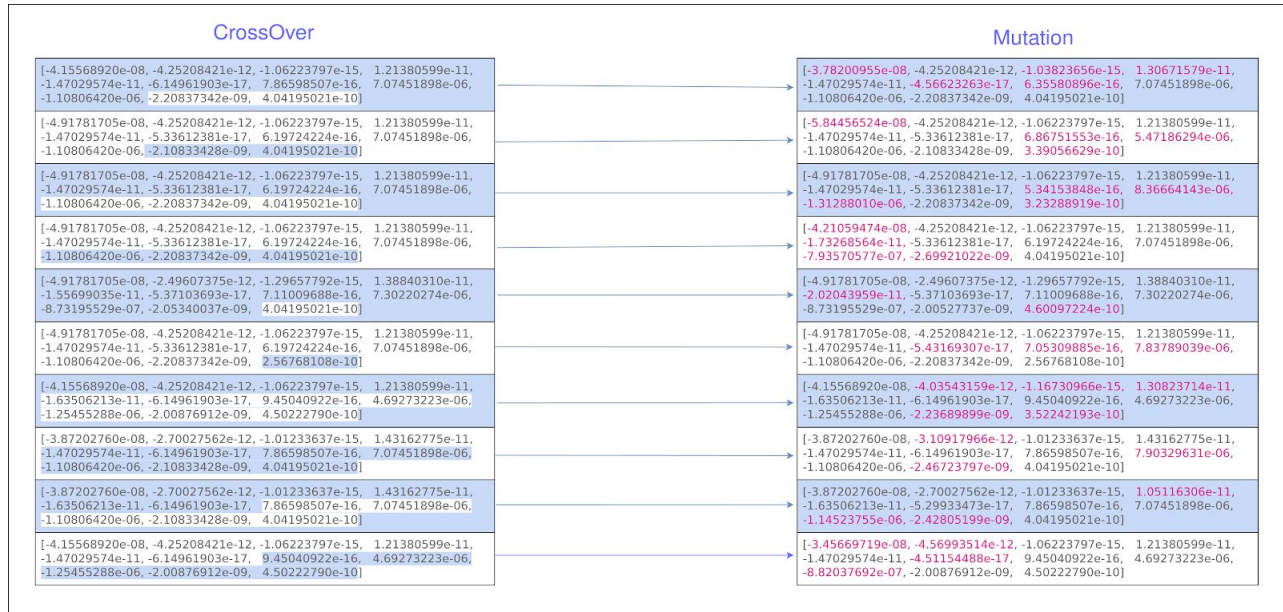 CrossOver
[-4.15568920e-08, -4.25208421e-12, -1.06223797e-15, 1.21380599e-11,
-1.47029574e-11, -6.14961903e-17, 7.86598507e-16, 7.07451898e-06,
-1.10806420e-06, -2.20837342e-09, 4.04195021e-10]
[-4.91781705e-08, -4.25208421e-12, -1.06223797e-15, 1.21380599e-11,
-1.47029574e-11, -5.33612381e-17, 6.19724224e-16, 7.07451898e-06,
-1.10806420e-06, -2.10833428e-09, 4.04195021e-10]
[-4.91781705e-08, -4.25208421e-12, -1.06223797e-15, 1.21380599e-11,
-1.47029574e-11, -5.33612381e-17, 6.19724224e-16, 7.07451898e-06,
-1.10806420e-06, -2.20837342e-09, 4.04195021e-10]
[-4.91781705e-08, -4.25208421e-12, -1.06223797e-15, 1.21380599e-11,
-1.47029574e-11, -5.33612381e-17, 6.19724224e-16, 7.07451898e-06,
-1.10806420e-06, -2.20837342e-09, 4.04195021e-10]
[-4.91781705e-08, -2.49607375e-12, -1.29657792e-15, 1.38840310e-11,
-1.55699035e-11, -5.37103693e-17, 7.11009688e-16, 7.30220274e-06,
-8.73195529e-07, -2.05340037e-09, 4.04195021e-10]
[-4.91781705e-08, -4.25208421e-12, -1.06223797e-15, 1.21380599e-11,
-1.47029574e-11, -5.33612381e-17, 6.19724224e-16, 7.07451898e-06,
-1.10806420e-06, -2.20837342e-09, 2.56768108e-10]
[-4.15568920e-08, -4.25208421e-12, -1.06223797e-15, 1.21380599e-11,
-1.63506213e-11, -6.14961903e-17, 9.45040922e-16, 4.69273223e-06,
-1.25455288e-06, -2.00876912e-09, 4.50222790e-10]
[-3.87202760e-08, -2.70027562e-12, -1.01233637e-15, 1.43162775e-11,
-1.47029574e-11, -6.14961903e-17, 7.86598507e-16, 7.07451898e-06,
-1.10806420e-06, -2.10833428e-09, 4.04195021e-10]
[-3.87202760e-08, -2.70027562e-12, -1.01233637e-15, 1.43162775e-11,
-1.63506213e-11, -6.14961903e-17, 7.86598507e-16, 7.07451898e-06,
-1.10806420e-06, -2.10833428e-09, 4.04195021e-10]
[-4.15568920e-08, -4.25208421e-12, -1.06223797e-15, 1.21380599e-11,
-1.47029574e-11, -6.14961903e-17, 9.45040922e-16, 4.69273223e-06,
-1.25455288e-06, -2.00876912e-09, 4.50222790e-10]
Mutation
[-3.78200955e-08, -4.25208421e-12, -1.03823656e-15, 1.30671579e-11,
-1.47029574e-11, -4.56623263e-17, 6.35580896e-16, 7.07451898e-06,
-1.10806420e-06, -2.20837342e-09, 4.04195021e-10]
[-5.84456524e-08, -4.25208421e-12, -1.06223797e-15, 1.21380599e-11,
-1.47029574e-11, -5.33612381e-17, 6.86751553e-16, 5.47186294e-06,
-1.10806420e-06, -2.10833428e-09, 3.39056629e-10]
[-4.91781705e-08, -4.25208421e-12, -1.06223797e-15, 1.21380599e-11,
-1.47029574e-11, -5.33612381e-17, 5.34153848e-16, 8.36664143e-06,
-1.31288010e-06, -2.20837342e-09, 3.23288919e-10]
[-4.21059474e-08, -4.25208421e-12, -1.06223797e-15, 1.21380599e-11,
-1.73268564e-11, -5.33612381e-17, 6.19724224e-16, 7.07451898e-06,
-7.93570577e-07, -2.69921022e-09, 4.04195021e-10]
[-4.91781705e-08, -2.49607375e-12, -1.29657792e-15, 1.38840310e-11,
-2.02043959e-11, -5.37103693e-17, 7.11009688e-16, 7.30220274e-06,
-8.73195529e-07, -2.00527737e-09, 4.60097224e-10]
[-4.91781705e-08, -4.25208421e-12, -1.06223797e-15, 1.21380599e-11,
-1.47029574e-11, -5.43169307e-17, 7.05309885e-16, 7.83789039e-06,
-1.10806420e-06, -2.20837342e-09, 2.56768108e-10]
[-4.15568920e-08, -4.03543159e-12, -1.16730966e-15, 1.30823714e-11,
-1.63506213e-11, -6.14961903e-17, 9.45040922e-16, 4.69273223e-06,
-1.25455288e-06, -2.23689899e-09, 3.52242193e-10]
[-3.87202760e-08, -3.10917966e-12, -1.01233637e-15, 1.43162775e-11,
-1.47029574e-11, -6.14961903e-17, 7.86598507e-16, 7.90329631e-06,
-1.10806420e-06, -2.46723797e-09, 4.04195021e-10]
[-3.87202760e-08, -2.70027562e-12, -1.01233637e-15, 1.05116306e-11,
-1.63506213e-11, -5.29933473e-17, 7.86598507e-16, 7.07451898e-06,
-1.14523755e-06, -2.42805199e-09, 4.04195021e-10]
[-3.45669719e-08, -4.56993514e-12, -1.06223797e-15, 1.21380599e-11,
-1.47029574e-11, -4.51154488e-17, 9.45040922e-16, 4.69273223e-06,
-8.82037692e-07, -2.00876912e-09, 4.50222790e-10]